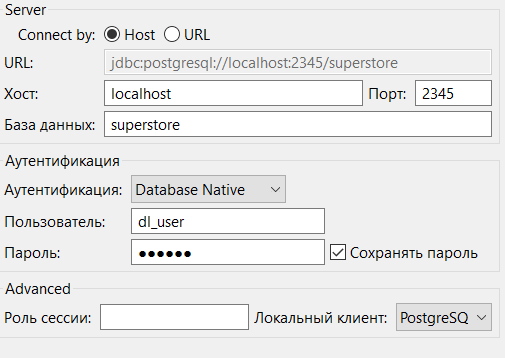 Server
Connect by: Host URL
URL: jdbc:postgresql://localhost:2345/superstore
Хост: localhost Порт: 2345
База данных: superstore
Аутентификация
Аутентификация: Database Native
Пользователь: dl_user
Пароль: ●●●●●● Сохранять пароль
Advanced
Роль сессии: Локальный клиент: PostgreSQ